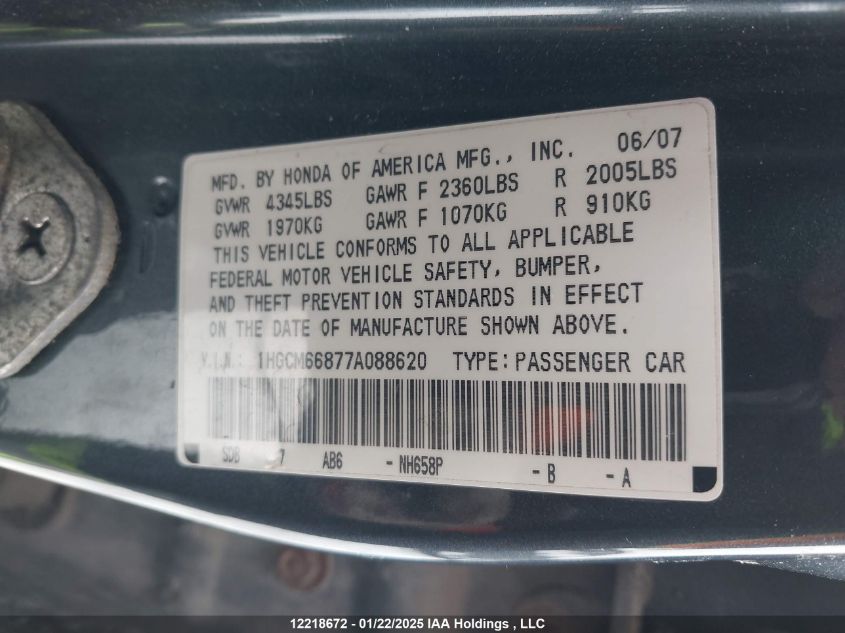 06/07
MFD. BY HONDA OF AMERICA MFG., INC.
GVWR 4345LBS GAWR F 2360LBS R 2005LBS
GVWR 1970KG GAWR F 1070KG R 910KG
THIS VEHICLE CONFORMS TO ALL APPLICABLE
FEDERAL MOTOR VEHICLE SAFETY, BUMPER,
AND THEFT PREVENTION STANDARDS IN EFFECT
ON THE DATE OF MANUFACTURE SHOWN ABOVE.
V.I.N.: 1HGCM66877A088620 TYPE: PASSENGER CAR
SDB 7 AB6 - NH658P - B - A
12218672 - 01/22/2025 IAA Holdings , LLC